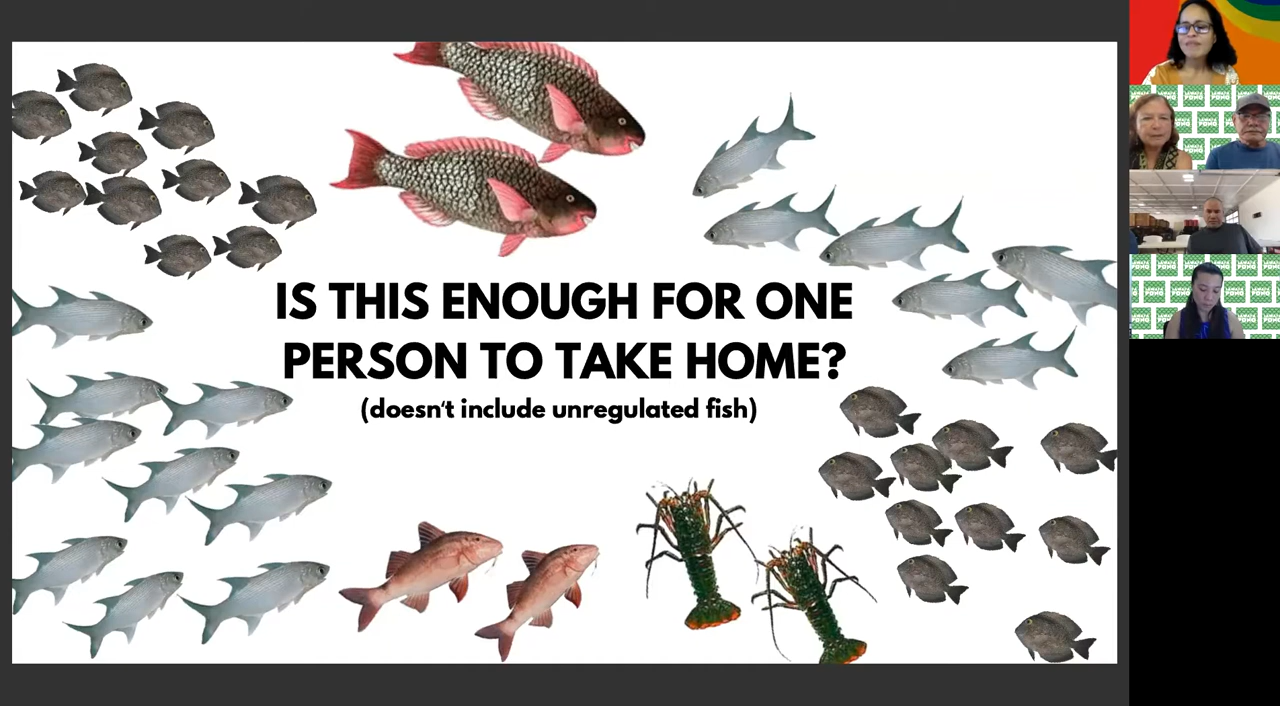 IS THIS ENOUGH FOR ONE
PERSON TO TAKE HOME?
(doesn't include unregulated fish)